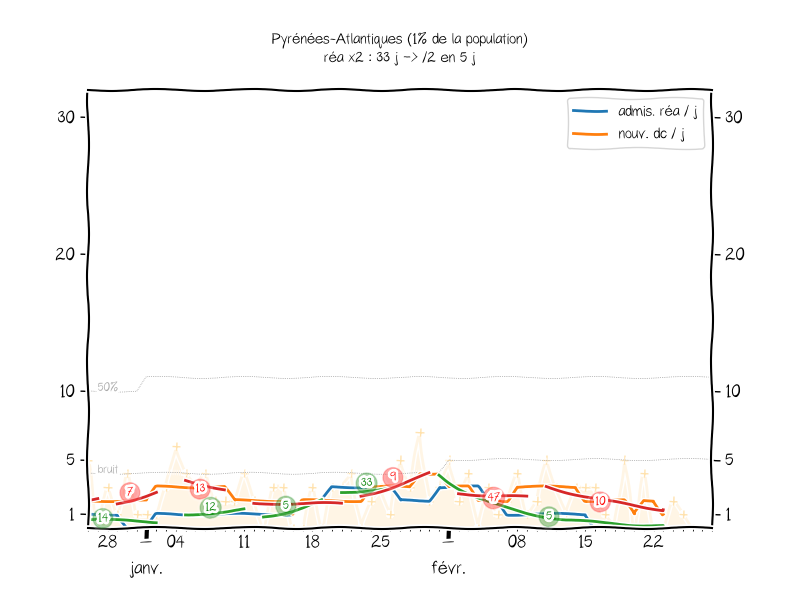 Pyrénées-Atlantiques (1% de la population)
réa x2 : 33 j -> /2 en 5 j
admis. réa / j
nouv. dc / j
30 30
20 20
50%
10 10
9
33
5 5
bruit
7 13 12 5 47 10
14 5
1 1
28 04 11 18 25 08 15 22
janv. févr.